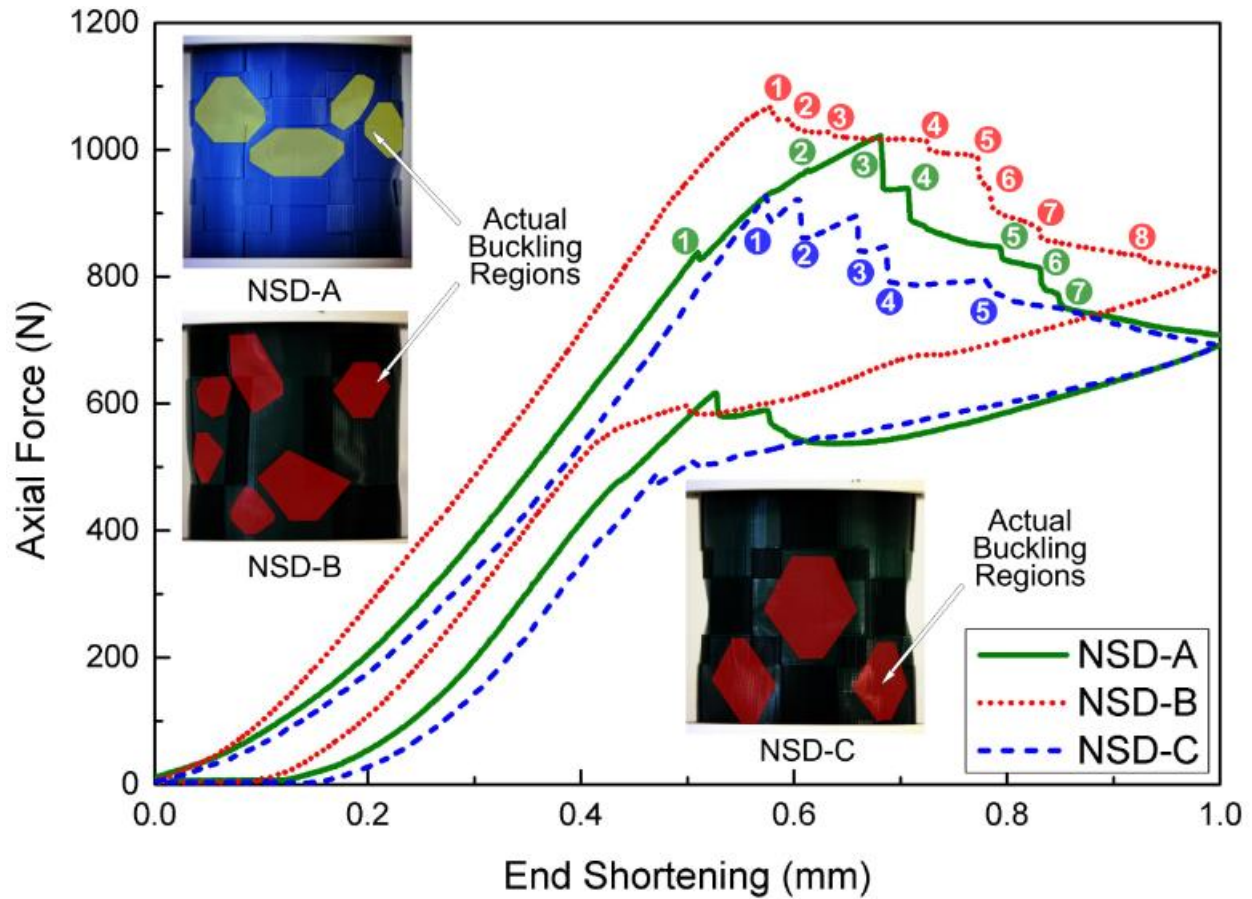 1200
1000
800
600
400
200
0
Axial Force (N)
0.0
0.2
0.4
0.6
0.8
1.0
End Shortening (mm)
NSD-A
Actual
Buckling
Regions
NSD-B
1 2 3 4 5 6 7 8
1 2 3 4 5 6 7
1 2 3 4 5
Actual
Buckling
Regions
NSD-C
NSD-A
NSD-B
NSD-C